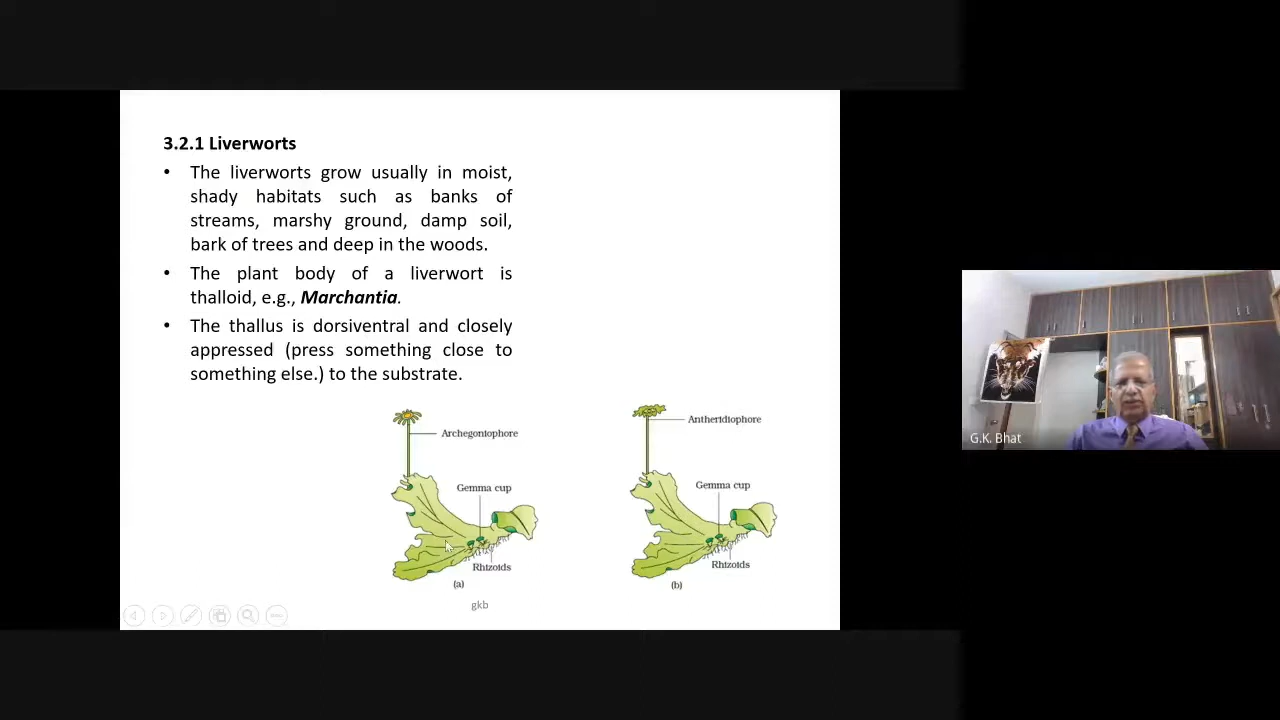 3.2.1 Liverworts
• The liverworts grow usually in moist,
shady habitats such as banks of
streams, marshy ground, damp soil,
bark of trees and deep in the woods.
• The plant body of a liverwort is
thalloid, e.g., Marchantia.
• The thallus is dorsiventral and closely
appressed (press something close to
something else.) to the substrate.
Archegoniophore
Gemma cup
Rhizoids
(a)
Antheridiophore
Gemma cup
Rhizoids
(b)
gkb
G.K. Bhat